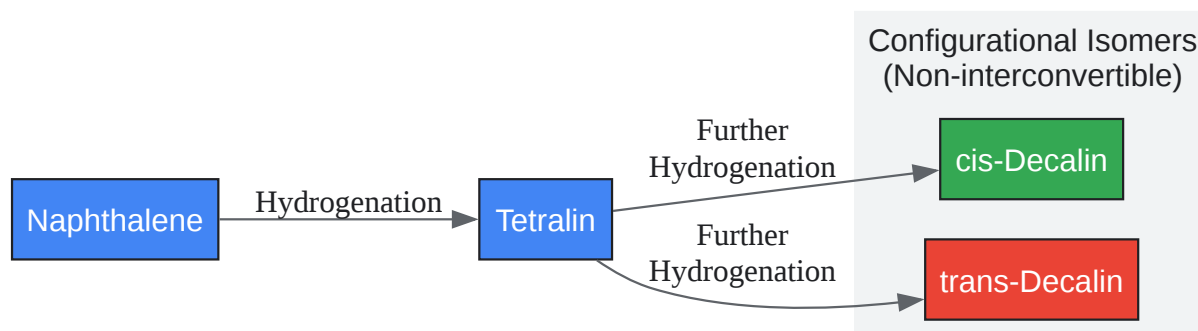 Configurational Isomers
(Non-interconvertible)
Further
Hydrogenation
cis-Decalin
Naphthalene
Hydrogenation
Tetralin
Further
Hydrogenation
trans-Decalin